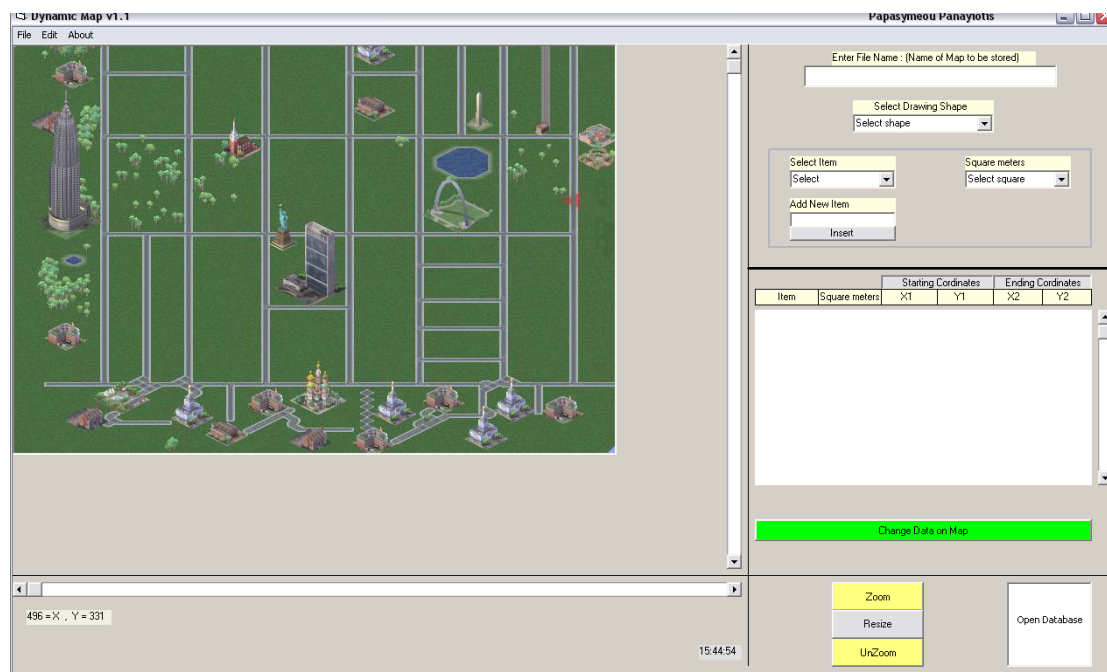 Dynamic Map v1.1
Papasymeou Panayiotis
File Edit About
Enter File Name : (Name of Map to be stored)
Select Drawing Shape
Select shape
Select Item
Square meters
Select
Select square
Add New Item
Insert
Starting Cordinates
Ending Cordinates
Item
Square meters
X1
Y1
X2
Y2
Change Data on Map
Zoom
Resize
UnZoom
Open Database
496 = X , Y = 331
15:44:54